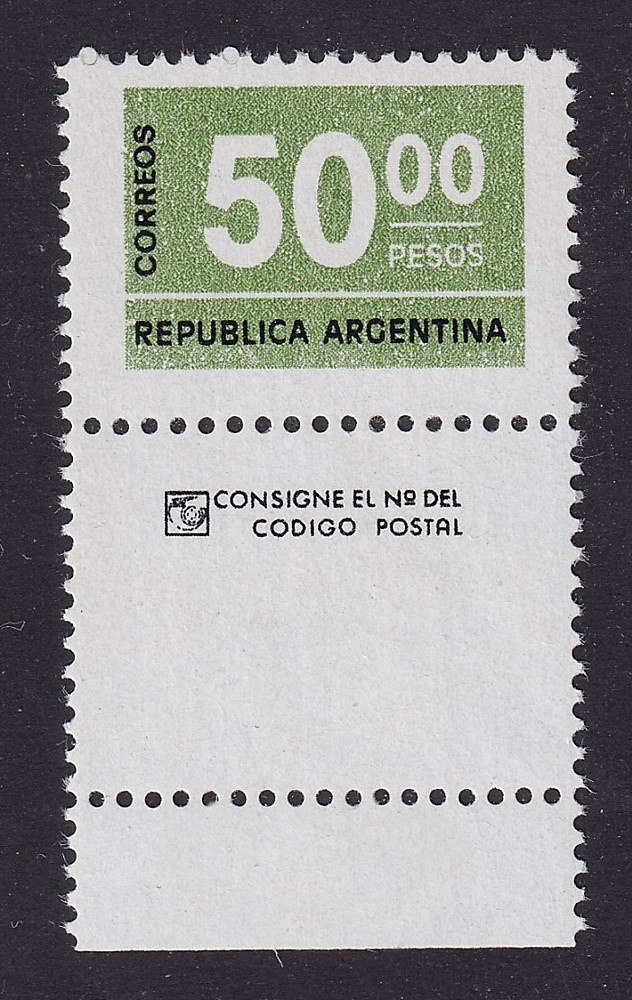 CORREOS
50 00
PESOS
REPUBLICA ARGENTINA
CONSIGNE EL Nº DEL
CODIGO POSTAL